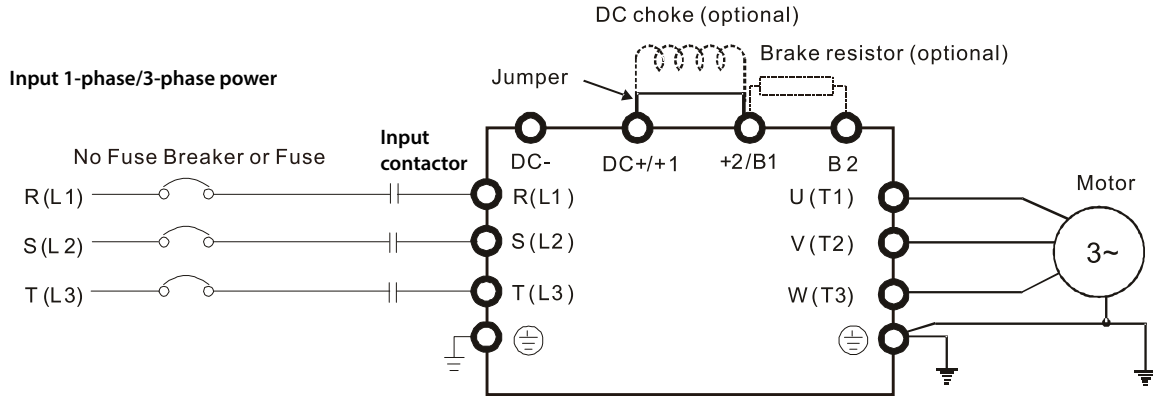 DC choke (optional)
Brake resistor (optional)
Input 1-phase/3-phase power
Jumper
No Fuse Breaker or Fuse
Input
contactor
DC-
DC+/+1
+2/B1
B2
R(L1)
R(L1)
U(T1)
Motor
S(L2)
S(L2)
V(T2)
3~
T(L3)
T(L3)
W(T3)